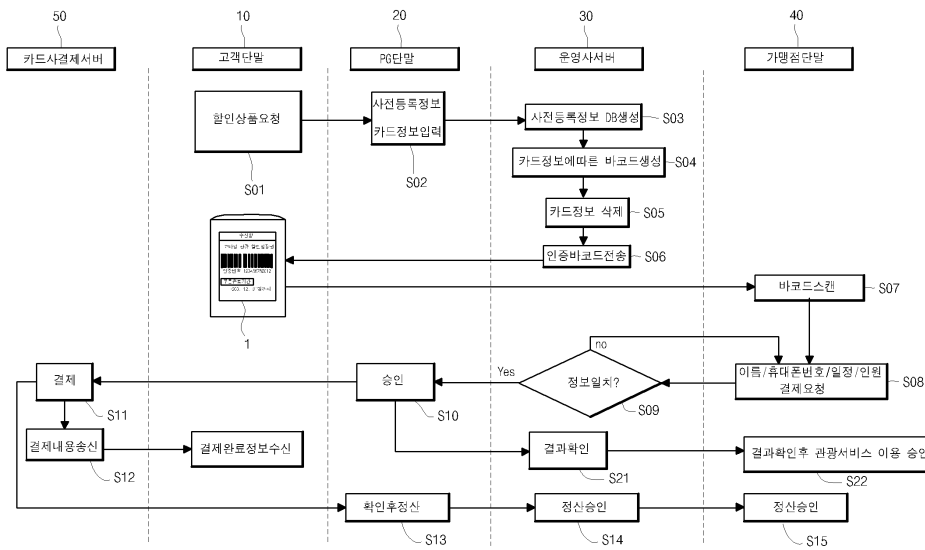 50
10
20
30
40
카드사결제서버
고객단말
PG단말
운영사서버
가맹점단말
할인상품요청
S01
사전등록정보
카드정보입력
S02
사전등록정보 DB생성
S03
카드정보에따른 바코드생성
S04
카드정보 삭제
S05
인증바코드전송
S06
1
바코드스캔
S07
이름/휴대폰번호/일정/인원
결제요청
S08
no
정보일치?
S09
Yes
승인
S10
결제
S11
결제내용송신
S12
결제완료정보수신
결과확인
S21
결과확인후 관광서비스 이용 승인
S22
확인후정산
S13
정산승인
S14
정산승인
S15